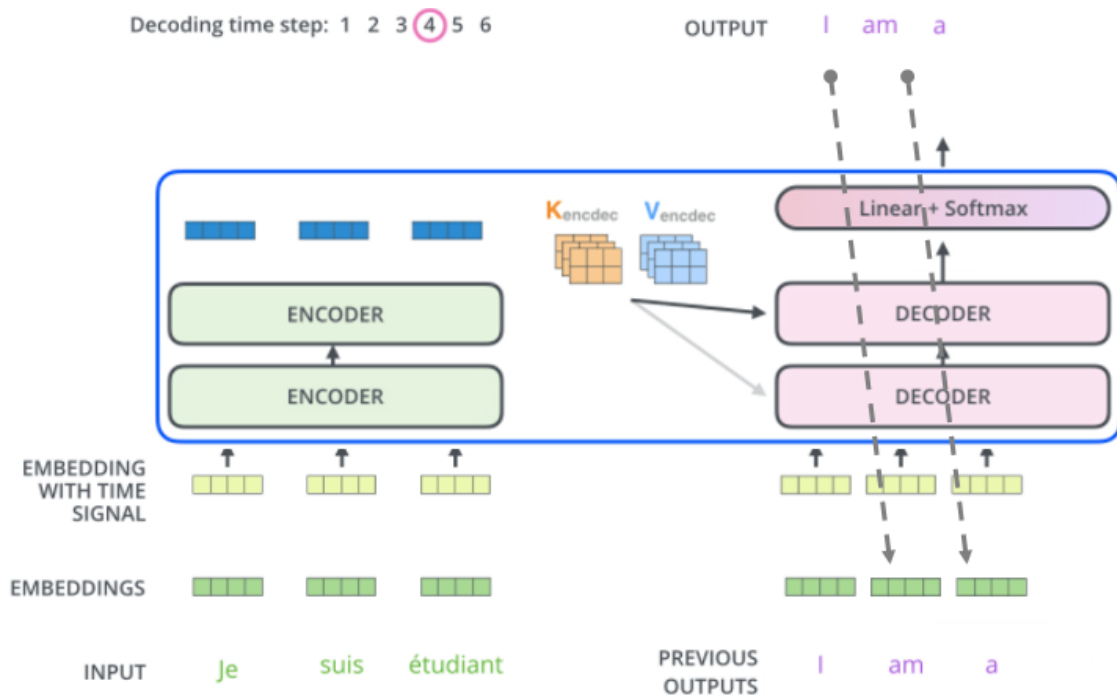 Decoding time step: 1 2 3 4 5 6
OUTPUT I am a
Kencdec Vencdec
Linear + Softmax
ENCODER
DECODER
ENCODER
DECODER
EMBEDDING
WITH TIME
SIGNAL
EMBEDDINGS
INPUT Je suis étudiant
PREVIOUS
OUTPUTS
I am a